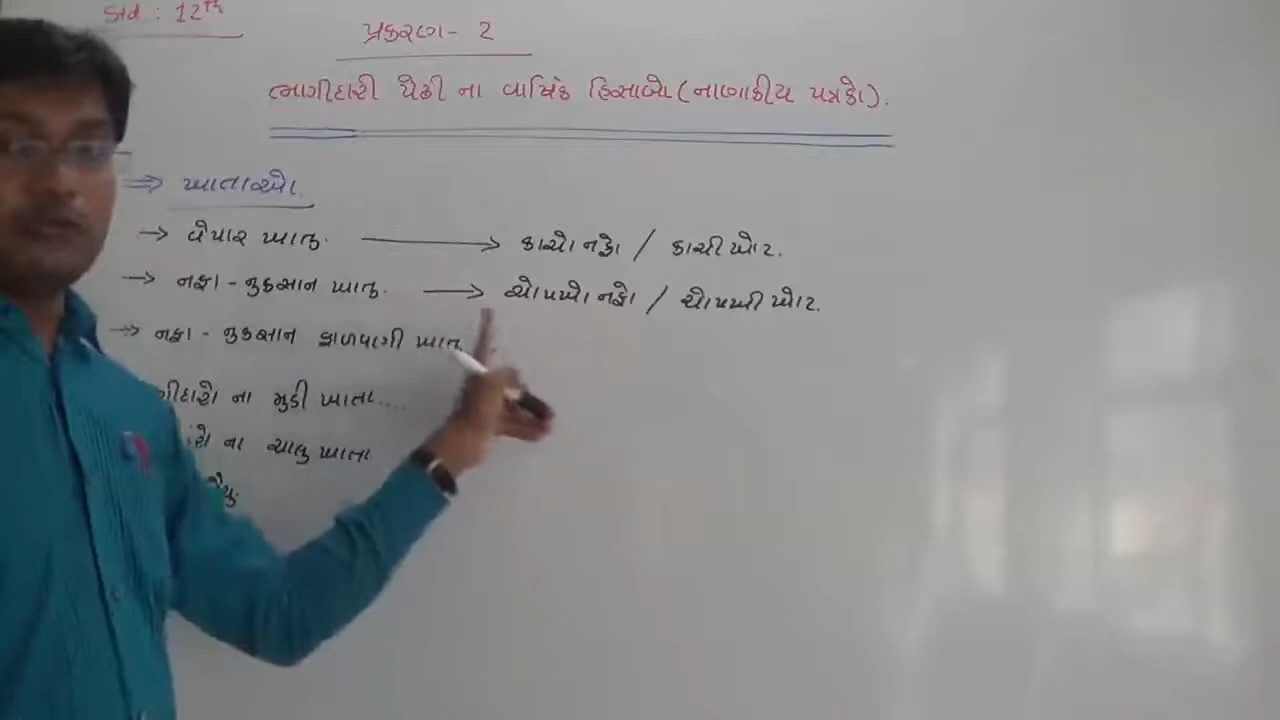 Std. : 12th
પ્રકરણ - 2
ભાગીદારી પેઢી ના વાર્ષિક હિસાબો (નાણાકીય પત્રકો).
⇒ ખાતાઓ.
→ વેપાર ખાતુ. → કાચો નફો / કાચી ખોટ.
→ નફા - નુકસાન ખાતુ. → ચોખ્ખો નફો / ચોખ્ખી ખોટ.
→ નફા - નુકસાન ફાળવણી ખાતુ
ગીદારો ના મુડી ખાતા....
રો ના ચાલુ ખાતા